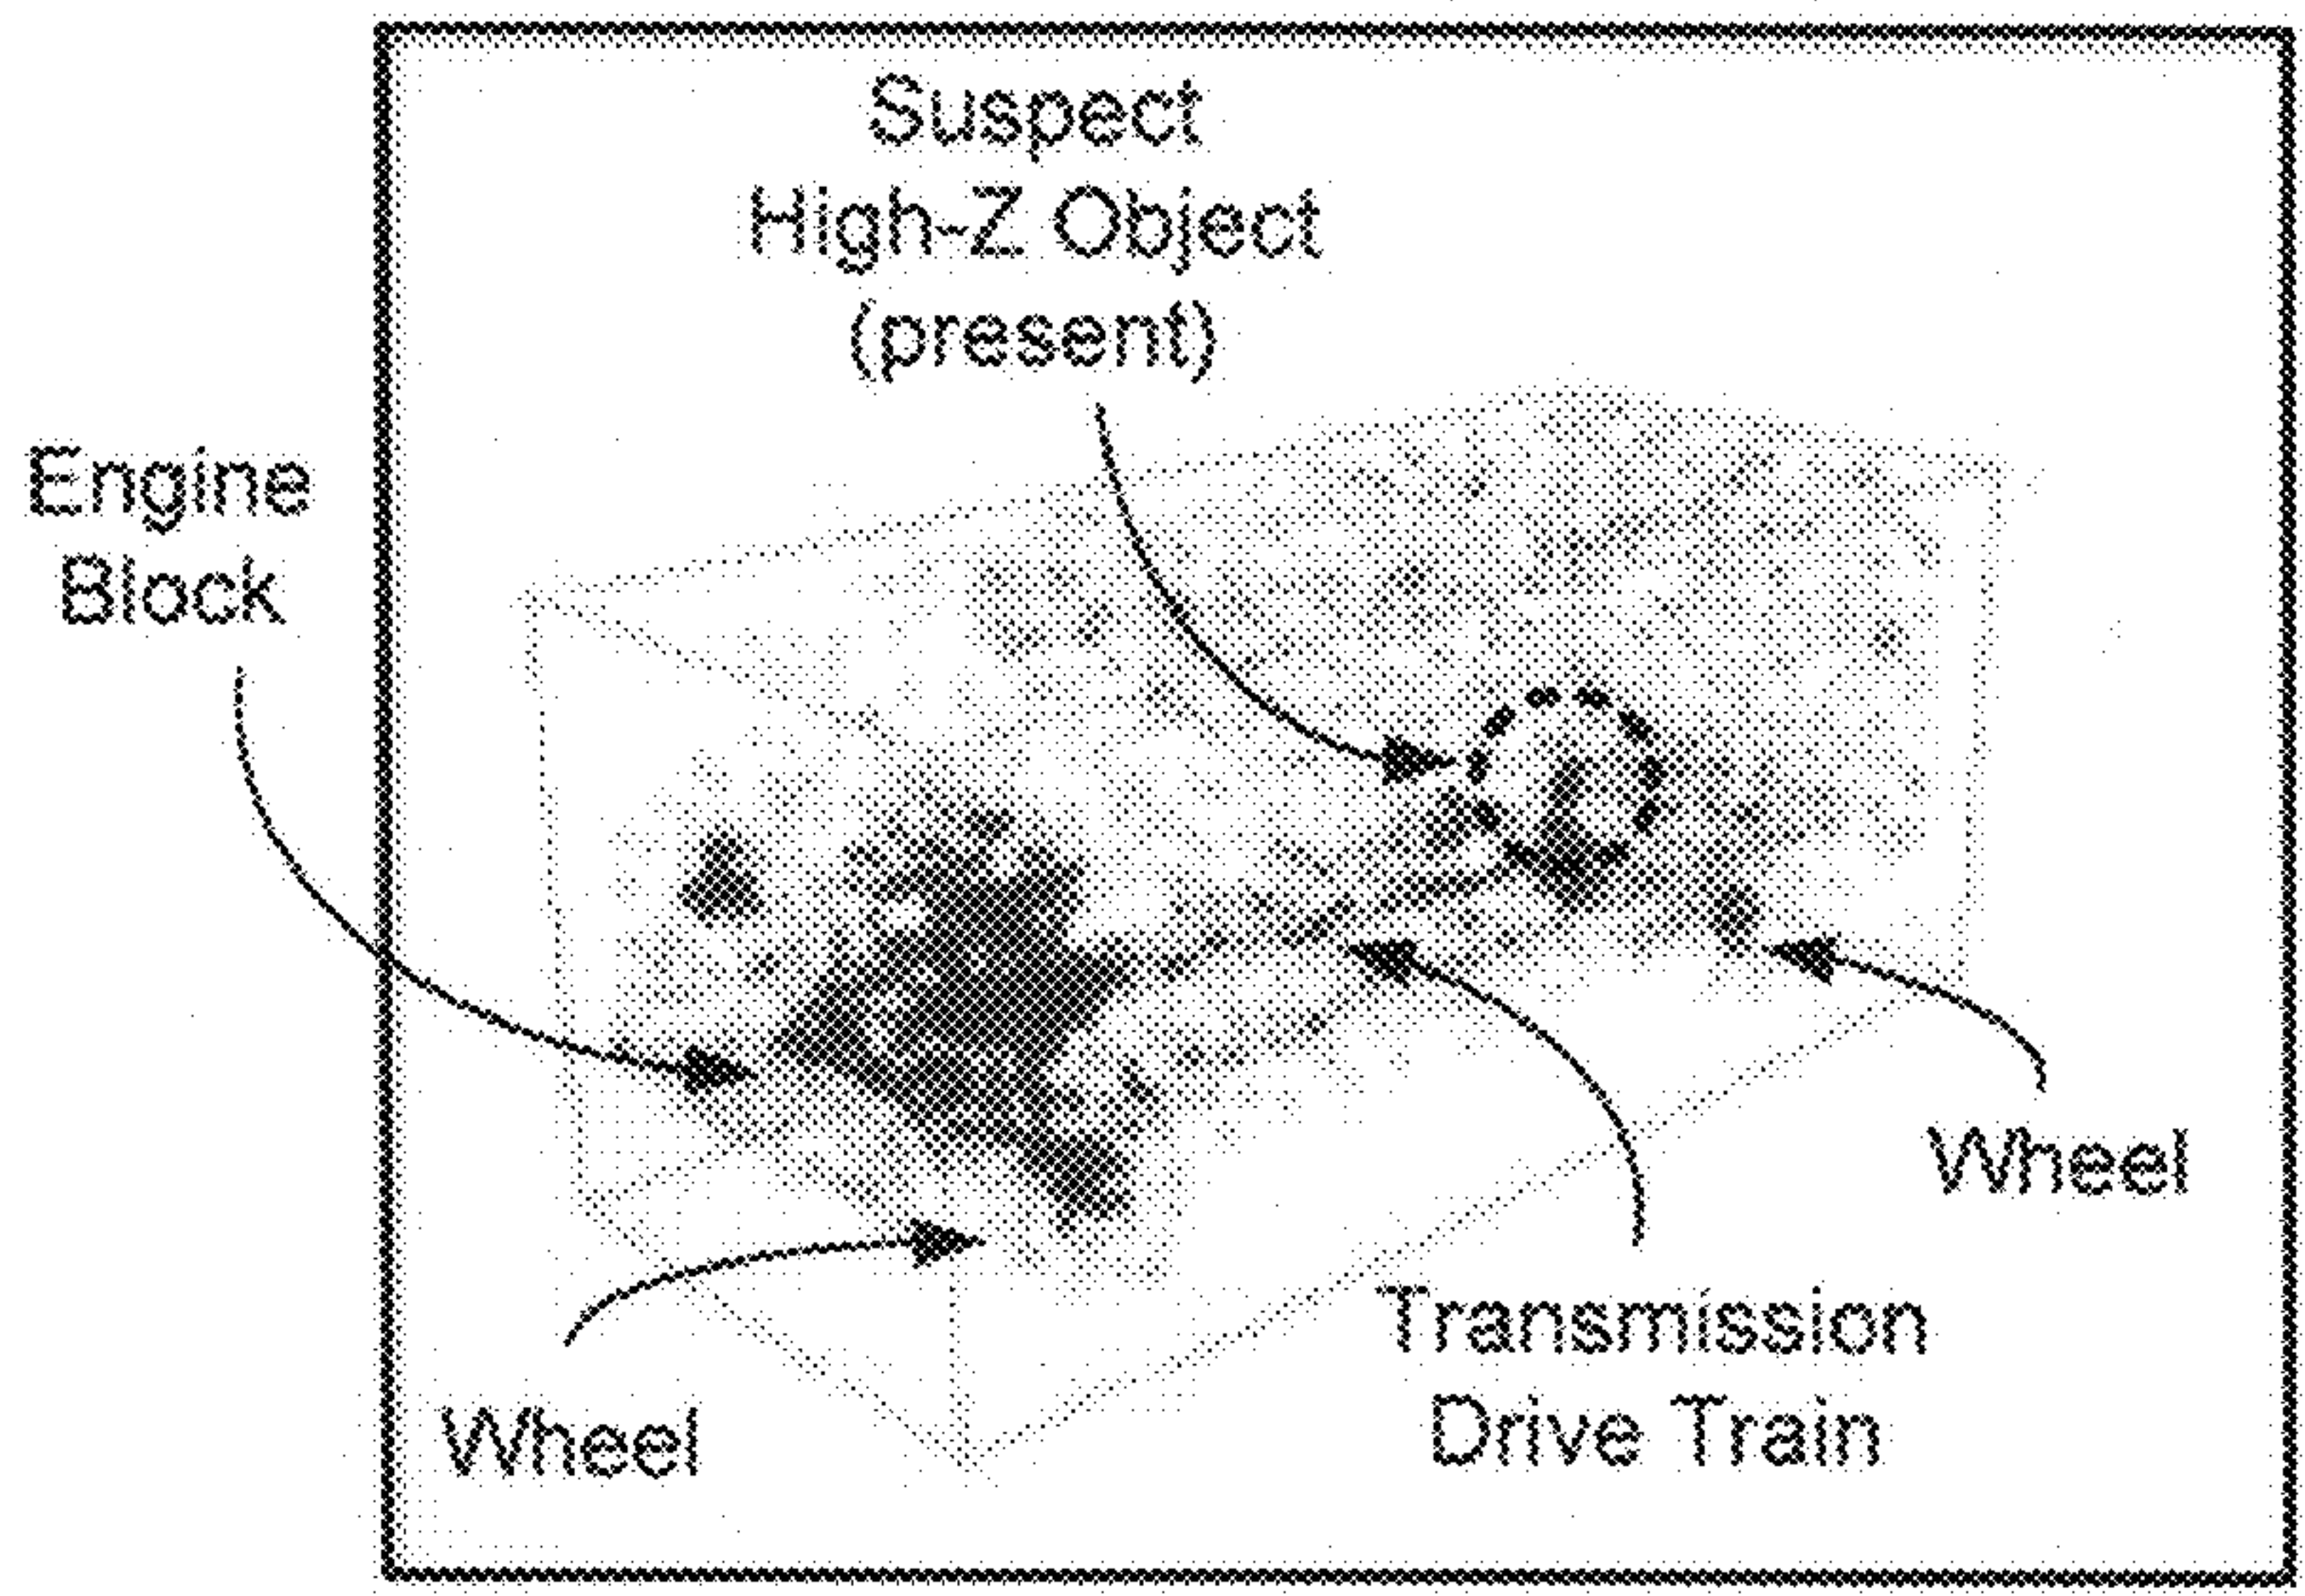 Suspect
High-Z Object
(present)
Engine
Block
Wheel
Transmission
Drive Train
Wheel